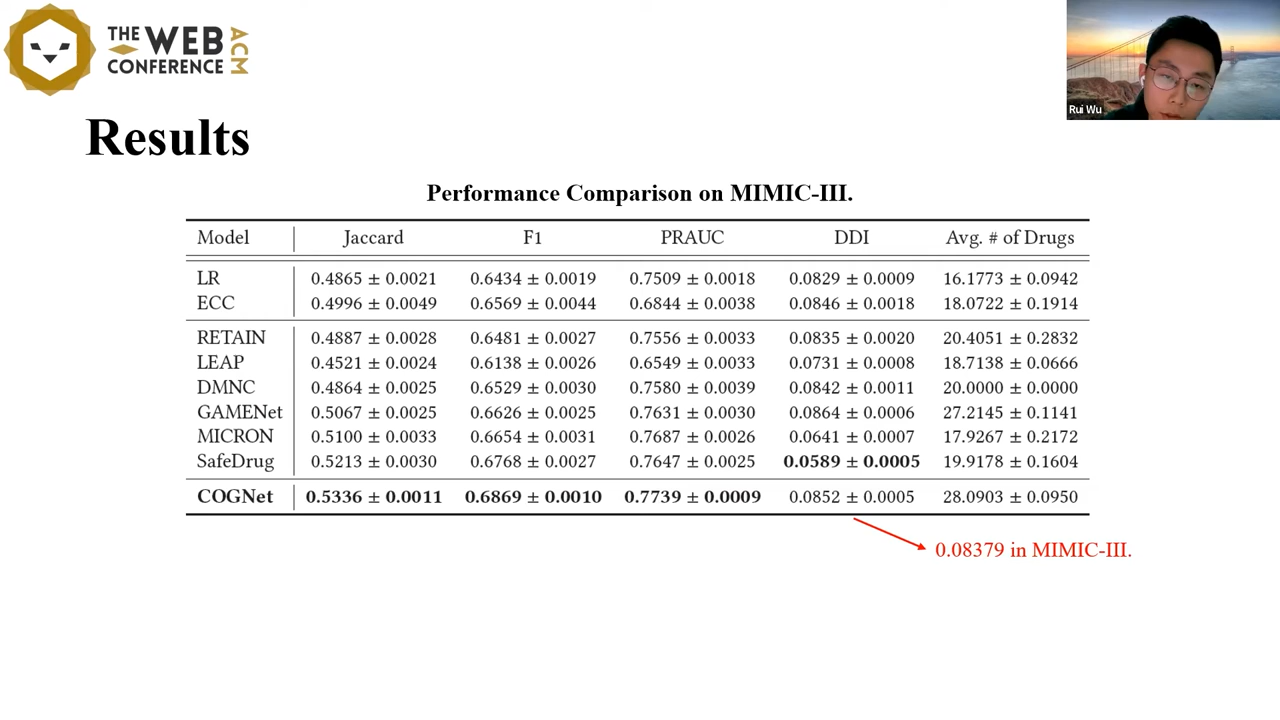 THE WEB
CONFERENCE
ACM
Rui Wu
Results
Performance Comparison on MIMIC-III.
Model Jaccard F1 PRAUC DDI Avg. # of Drugs
LR 0.4865 ± 0.0021 0.6434 ± 0.0019 0.7509 ± 0.0018 0.0829 ± 0.0009 16.1773 ± 0.0942
ECC 0.4996 ± 0.0049 0.6569 ± 0.0044 0.6844 ± 0.0038 0.0846 ± 0.0018 18.0722 ± 0.1914
RETAIN 0.4887 ± 0.0028 0.6481 ± 0.0027 0.7556 ± 0.0033 0.0835 ± 0.0020 20.4051 ± 0.2832
LEAP 0.4521 ± 0.0024 0.6138 ± 0.0026 0.6549 ± 0.0033 0.0731 ± 0.0008 18.7138 ± 0.0666
DMNC 0.4864 ± 0.0025 0.6529 ± 0.0030 0.7580 ± 0.0039 0.0842 ± 0.0011 20.0000 ± 0.0000
GAMENet 0.5067 ± 0.0025 0.6626 ± 0.0025 0.7631 ± 0.0030 0.0864 ± 0.0006 27.2145 ± 0.1141
MICRON 0.5100 ± 0.0033 0.6654 ± 0.0031 0.7687 ± 0.0026 0.0641 ± 0.0007 17.9267 ± 0.2172
SafeDrug 0.5213 ± 0.0030 0.6768 ± 0.0027 0.7647 ± 0.0025 0.0589 ± 0.0005 19.9178 ± 0.1604
COGNet 0.5336 ± 0.0011 0.6869 ± 0.0010 0.7739 ± 0.0009 0.0852 ± 0.0005 28.0903 ± 0.0950
0.08379 in MIMIC-III.